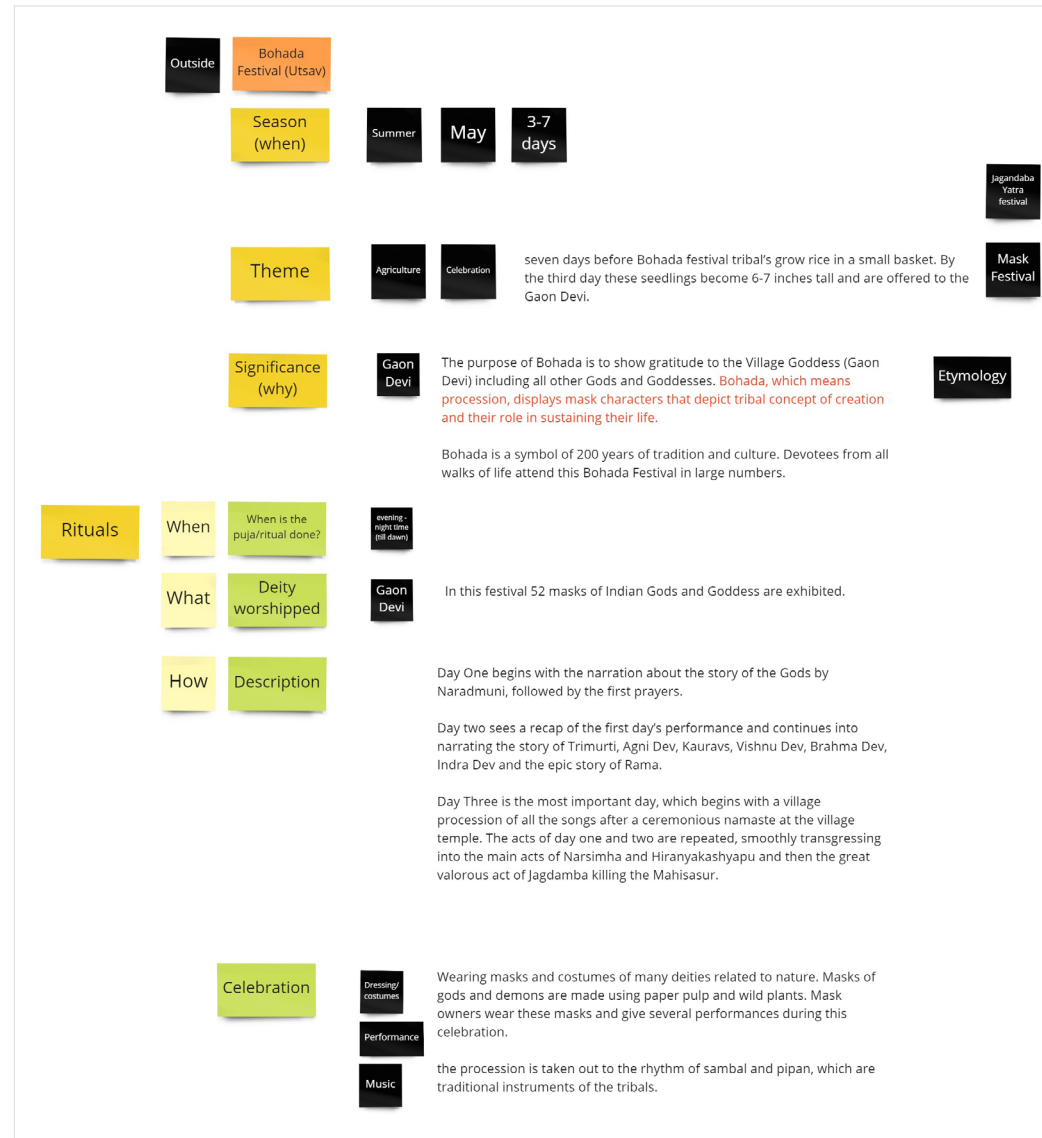 Outside
Bohada
Festival (Utsav)
Season
(when)
Summer
May
3-7
days
Jagandaba
Yatra
festival
Theme
Agriculture
Celebration
seven days before Bohada festival tribal's grow rice in a small basket. By
the third day these seedlings become 6-7 inches tall and are offered to the
Gaon Devi.
Mask
Festival
Significance
(why)
Gaon
Devi
The purpose of Bohada is to show gratitude to the Village Goddess (Gaon
Devi) including all other Gods and Goddesses. Bohada, which means
procession, displays mask characters that depict tribal concept of creation
and their role in sustaining their life.
Etymology
Bohada is a symbol of 200 years of tradition and culture. Devotees from all
walks of life attend this Bohada Festival in large numbers.
Rituals
When
When is the
puja/ritual done?
evening -
night time
(till dawn)
What
Deity
worshipped
Gaon
Devi
In this festival 52 masks of Indian Gods and Goddess are exhibited.
How
Description
Day One begins with the narration about the story of the Gods by
Naradmuni, followed by the first prayers.
Day two sees a recap of the first day's performance and continues into
narrating the story of Trimurti, Agni Dev, Kauravs, Vishnu Dev, Brahma Dev,
Indra Dev and the epic story of Rama.
Day Three is the most important day, which begins with a village
procession of all the songs after a ceremonious namaste at the village
temple. The acts of day one and two are repeated, smoothly transgressing
into the main acts of Narsimha and Hiranyakashyapu and then the great
valorous act of Jagdamba killing the Mahisasur.
Celebration
Dressing/
costumes
Performance
Music
Wearing masks and costumes of many deities related to nature. Masks of
gods and demons are made using paper pulp and wild plants. Mask
owners wear these masks and give several performances during this
celebration.
the procession is taken out to the rhythm of sambal and pipan, which are
traditional instruments of the tribals.